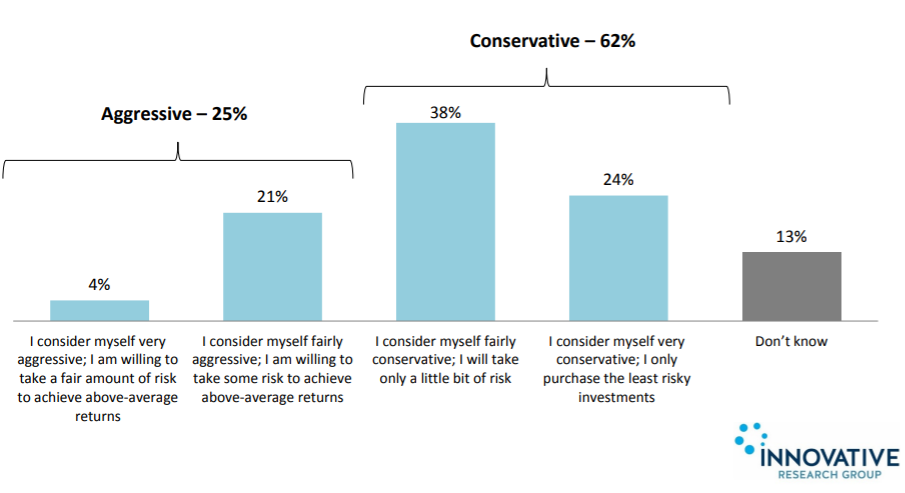 Conservative – 62%
Aggressive – 25%
38%
24%
21%
13%
4%
I consider myself very
aggressive; I am willing to
take a fair amount of risk
to achieve above-average
returns
I consider myself fairly
aggressive; I am willing to
take some risk to achieve
above-average returns
I consider myself fairly
conservative; I will take
only a little bit of risk
I consider myself very
conservative; I only
purchase the least risky
investments
Don’t know
INNOVATIVE
RESEARCH GROUP